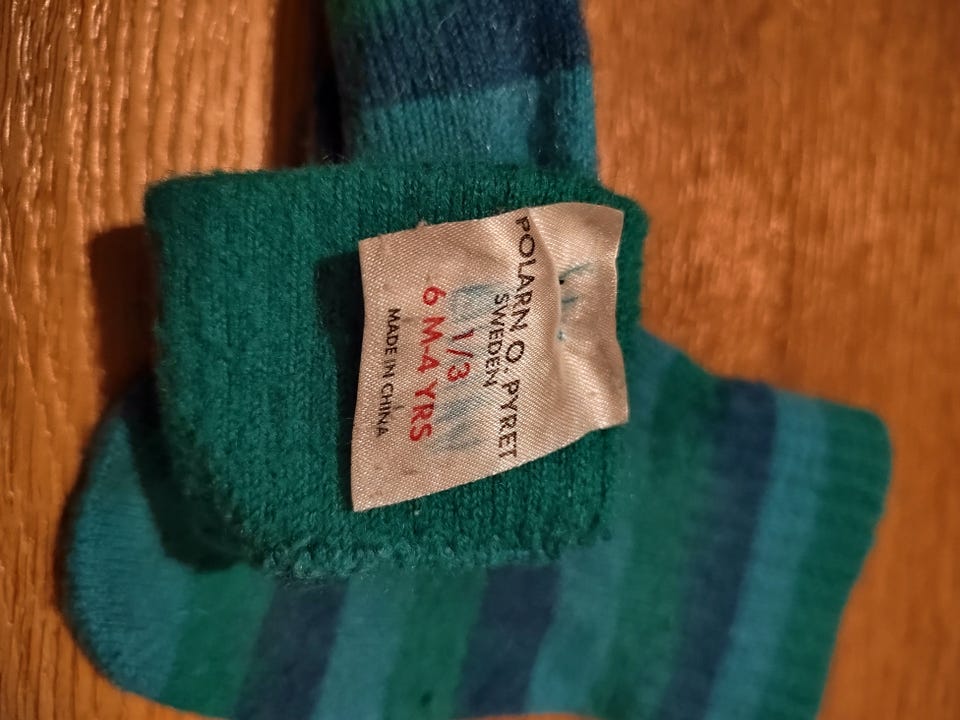 POLARN O. PYRET
SWEDEN
1/3
6 M-4 YRS
MADE IN CHINA